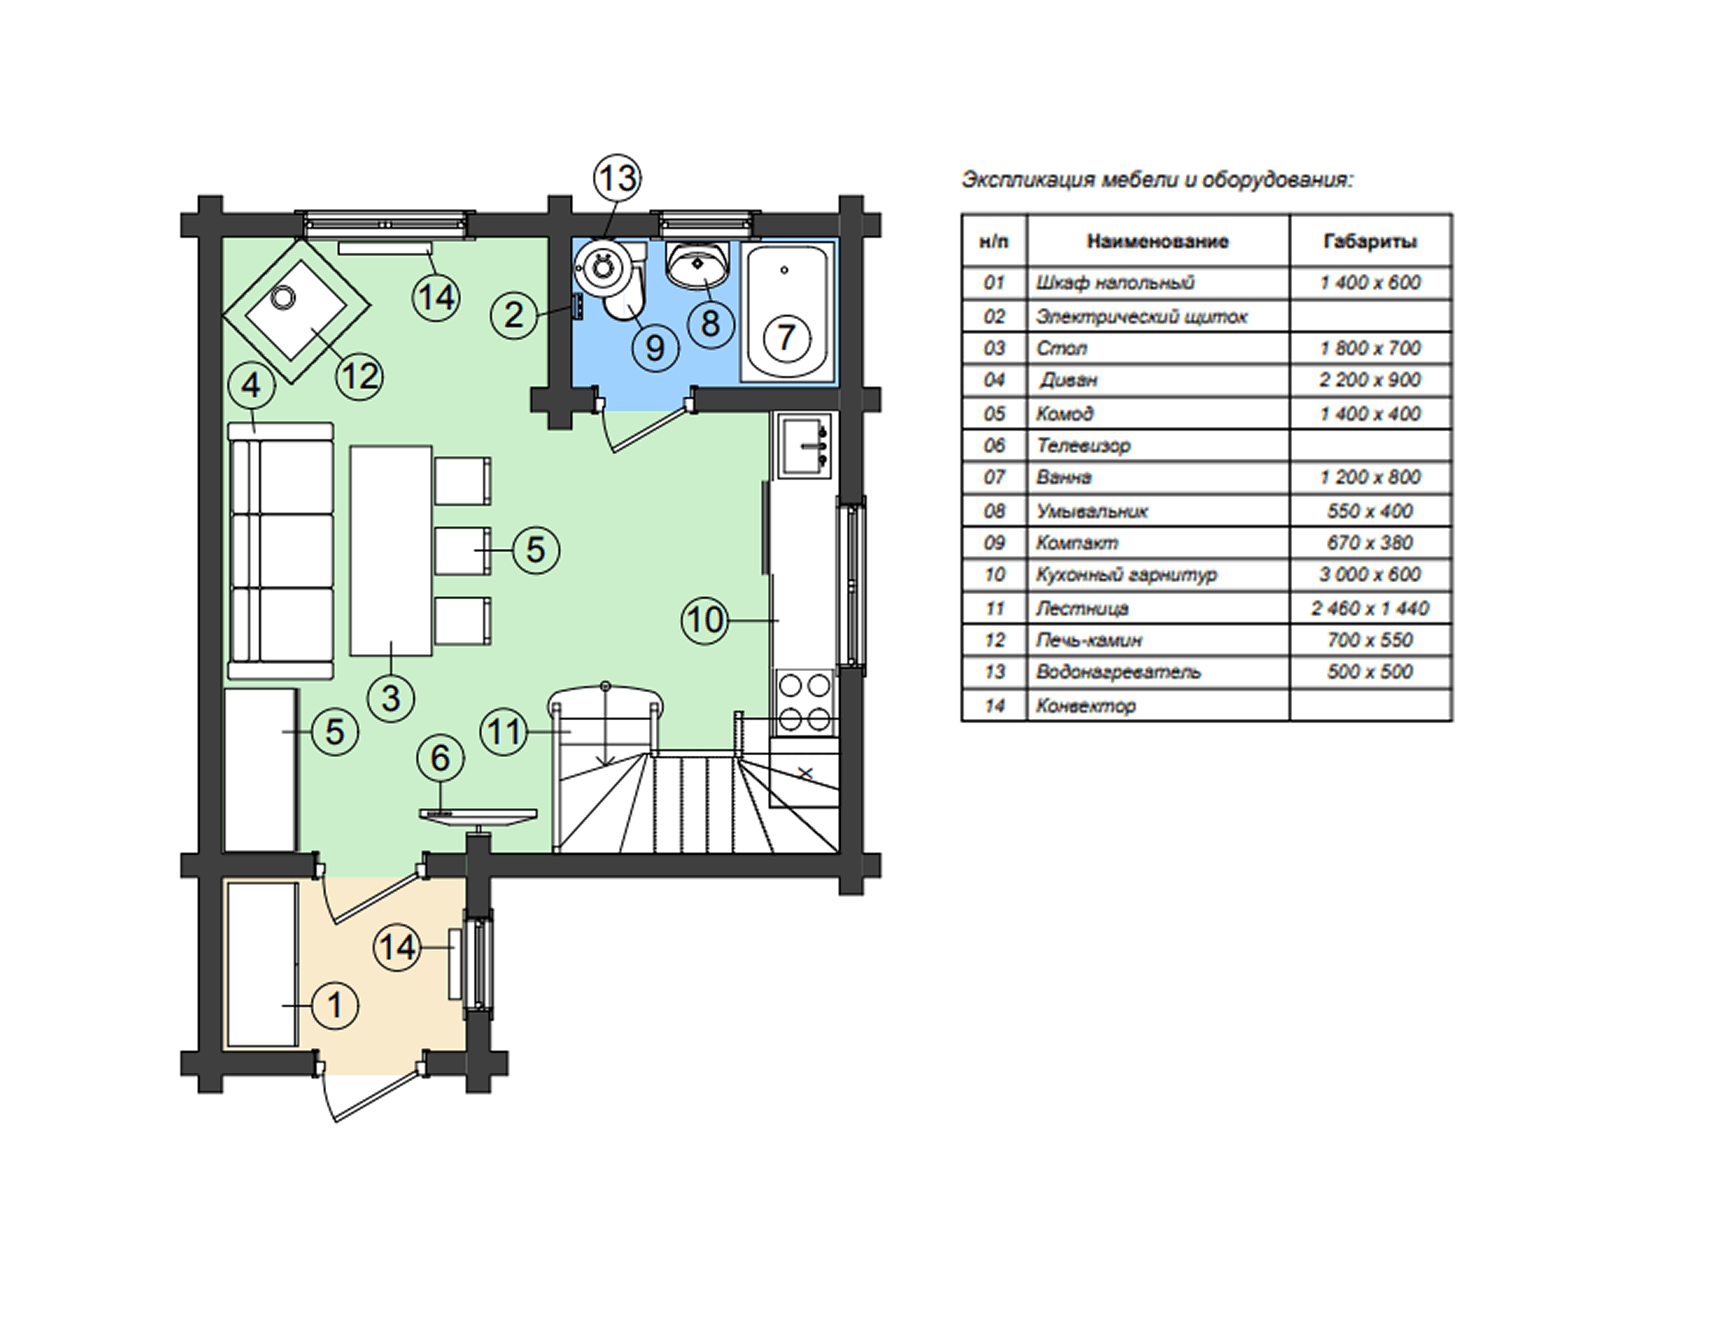 13
Экспликация мебели и оборудования:
н/п Наименование Габариты
01 Шкаф напольный 1 400 x 600
02 Электрический щиток
03 Стол 1 800 x 700
04 Диван 2 200 x 900
05 Комод 1 400 x 400
06 Телевизор
07 Ванна 1 200 x 800
08 Умывальник 550 x 400
09 Компакт 670 x 380
10 Кухонный гарнитур 3 000 x 600
11 Лестница 2 460 x 1 440
12 Печь-камин 700 x 550
13 Водонагреватель 500 x 500
14 Конвектор
14
2
8
9
7
12
4
5
10
3
11
5
6
X
14
1